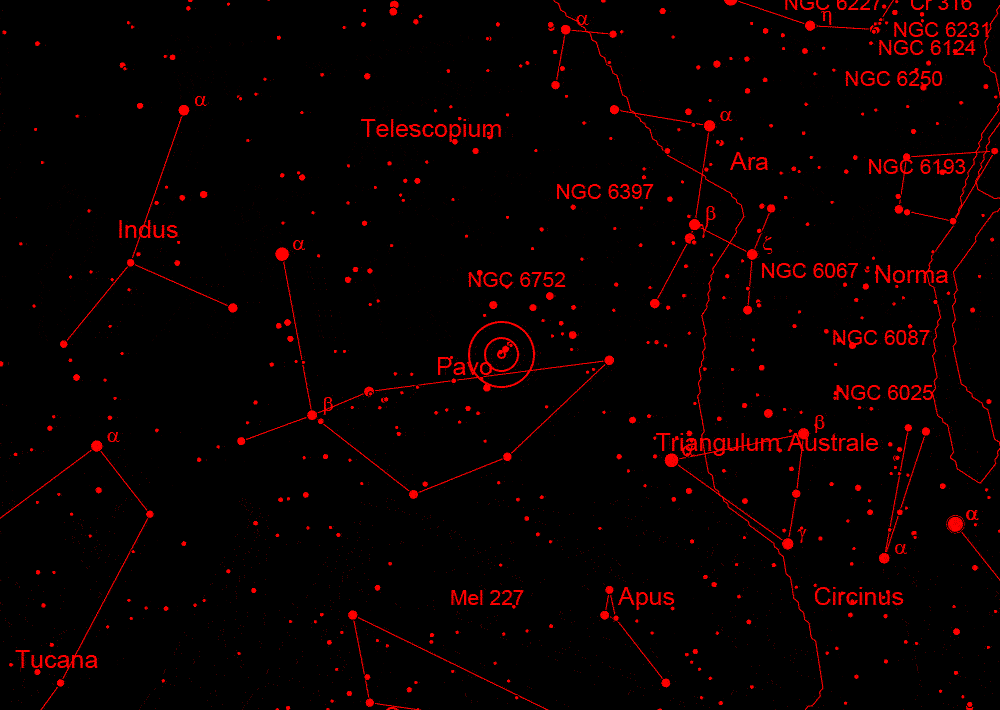 NGC 6227
Cr 316
α
η
NGC 6231
NGC 6124
NGC 6250
α
α
Telescopium
Ara
NGC 6193
NGC 6397
β
Indus
α
ζ
NGC 6067
Norma
NGC 6752
NGC 6087
Pavo
NGC 6025
β
β
α
Triangulum Australe
α
α
γ
α
Mel 227
Apus
Circinus
Tucana